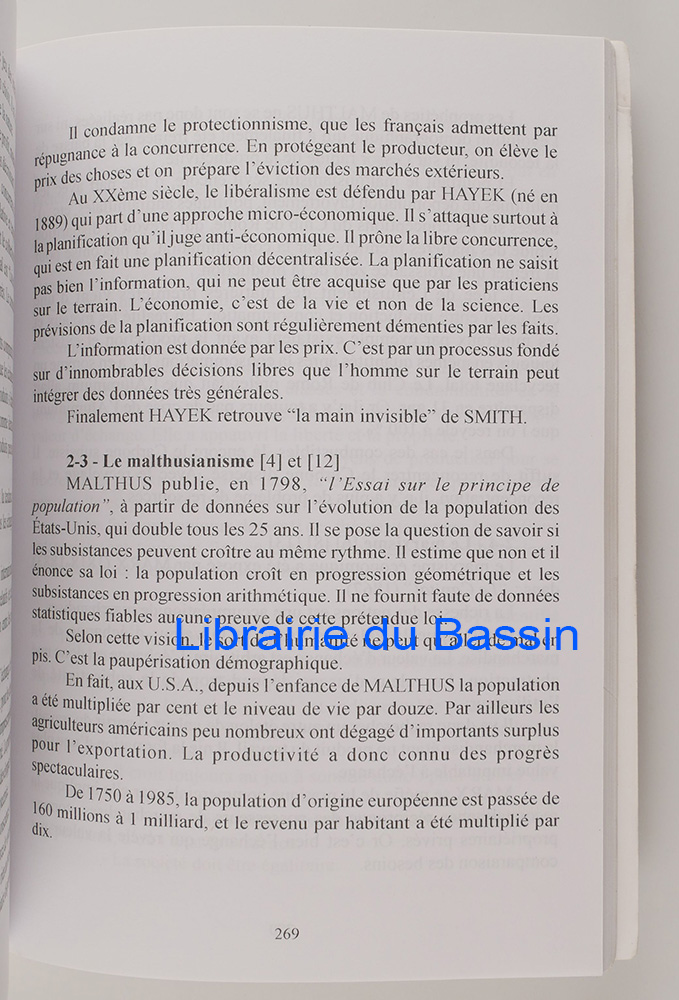 Il condamne le protectionnisme, que les français admettent par
répugnance à la concurrence. En protégeant le producteur, on élève le
prix des choses et on prépare l'éviction des marchés extérieurs.
Au XXème siècle, le libéralisme est défendu par HAYEK (né en
1889) qui part d'une approche micro-économique. Il s'attaque surtout à
la planification qu'il juge anti-économique. Il prône la libre concurrence,
qui est en fait une planification décentralisée. La planification ne saisit
pas bien l'information, qui ne peut être acquise que par les praticiens
sur le terrain. L'économie, c'est de la vie et non de la science. Les
prévisions de la planification sont régulièrement démenties par les faits.
L'information est donnée par les prix. C'est par un processus fondé
sur d'innombrables décisions libres que l'homme sur le terrain peut
intégrer des données très générales.
Finalement HAYEK retrouve "la main invisible" de SMITH.
2-3 - Le malthusianisme [4] et [12]
MALTHUS publie, en 1798, "l'Essai sur le principe de
population", à partir de données sur l'évolution de la population des
États-Unis, qui double tous les 25 ans. Il se pose la question de savoir si
les subsistances peuvent croître au même rythme. Il estime que non et il
énonce sa loi : la population croît en progression géométrique et les
subsistances en progression arithmétique. Il ne fournit faute de données
statistiques fiables aucune preuve de cette prétendue loi.
Librairie du Bassin
Selon cette vision, le sort de l'humanité ne peut qu'aller de mal en
pis. C'est la paupérisation démographique.
En fait, aux U.S.A., depuis l'enfance de MALTHUS la population
a été multipliée par cent et le niveau de vie par douze. Par ailleurs les
agriculteurs américains peu nombreux ont dégagé d'importants surplus
pour l'exportation. La productivité a donc connu des progrès
spectaculaires.
De 1750 à 1985, la population d'origine européenne est passée de
160 millions à 1 milliard, et le revenu par habitant a été multiplié par
dix.
269